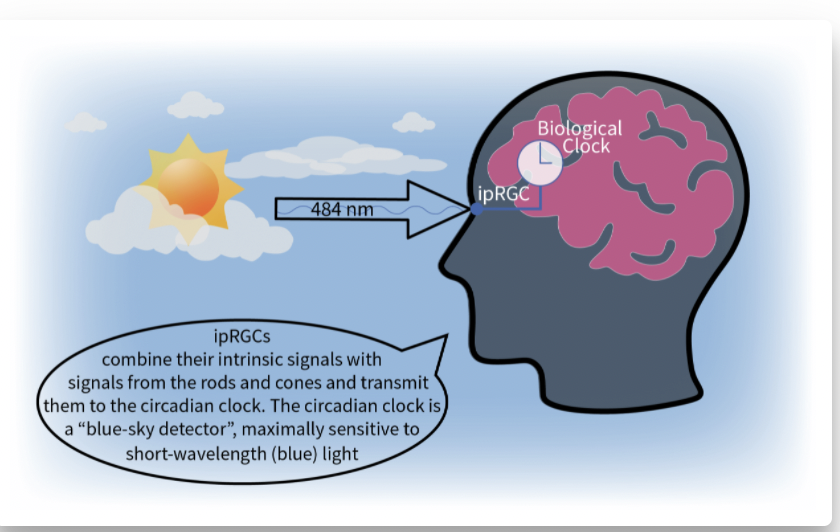 Biological
Clock
ipRGC
484 nm
ipRGCs
combine their intrinsic signals with
signals from the rods and cones and transmit
them to the circadian clock. The circadian clock is
a “blue-sky detector”, maximally sensitive to
short-wavelength (blue) light